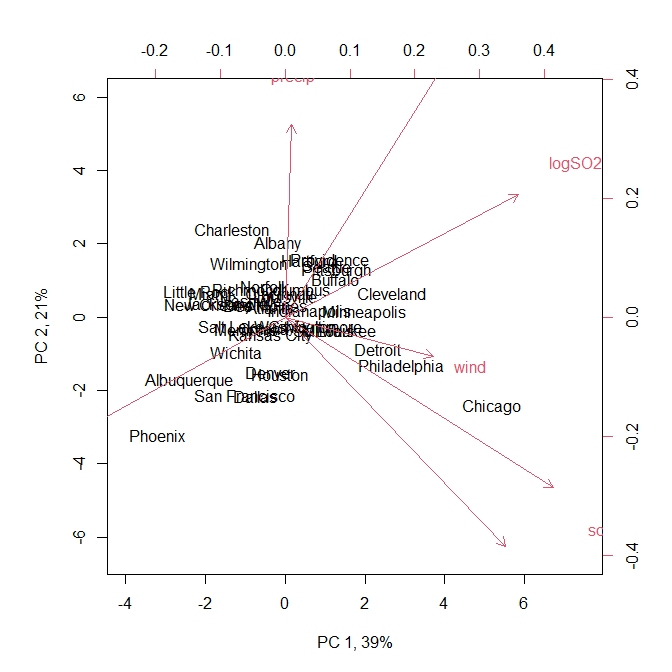 -0.2 -0.1 0.0 0.1 0.2 0.3 0.4
precip
6 4 2 0 -2 -4 -6
0.4 0.2 0.0 -0.2 -0.4
logSO2
Charleston
Albany
Wilmington
Providence
Pittsburgh
Buffalo
Norfolk
Cleveland
Indianapolis
Minneapolis
Kansas City
Wichita
Detroit
Philadelphia
wind
Denver
Houston
Albuquerque
San Francisco
Dallas
Chicago
Phoenix
so
PC 2, 21%
-4 -2 0 2 4 6
PC 1, 39%